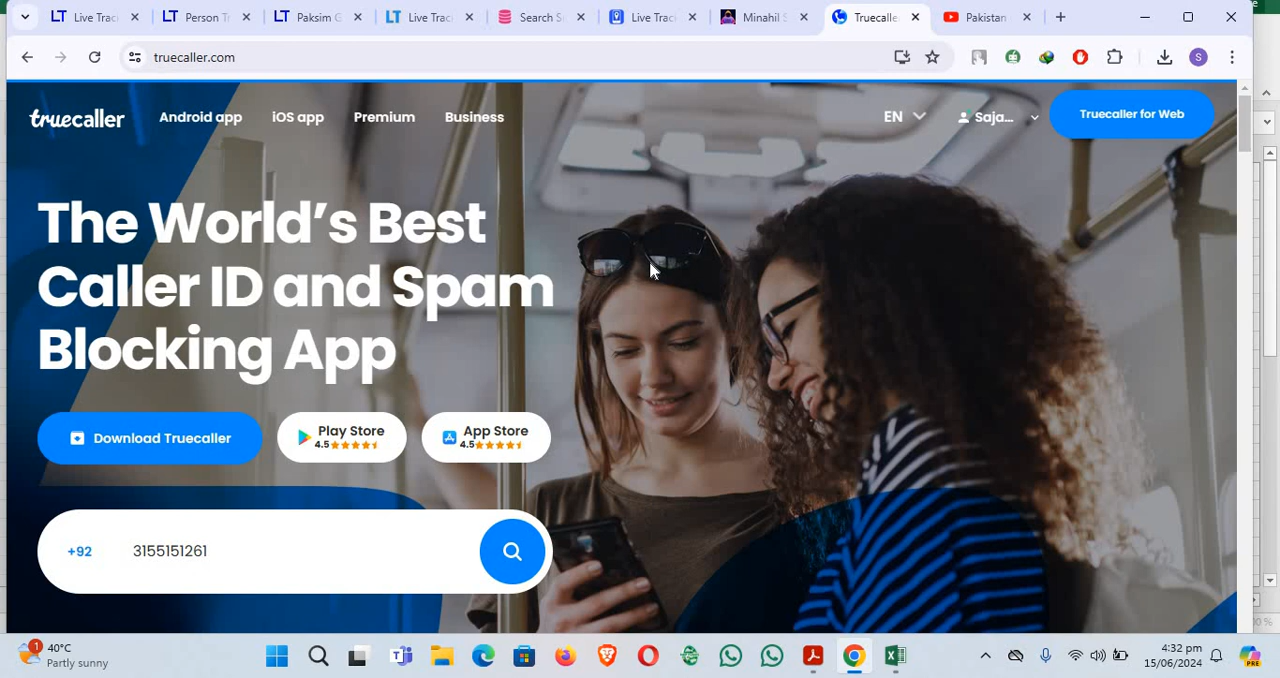 Live Trac
Person Tr
Paksim G
Live Trac
Search S
Live Trac
Minahil S
Truecalle
Pakistan
truecaller.com
S
truecaller
Android app
iOS app
Premium
Business
EN
Saja...
Truecaller for Web
The World's Best
Caller ID and Spam
Blocking App
Download Truecaller
Play Store
4.5
App Store
4.5
+92
3155151261
1
40°C
Partly sunny
4:32 pm
15/06/2024
PRE